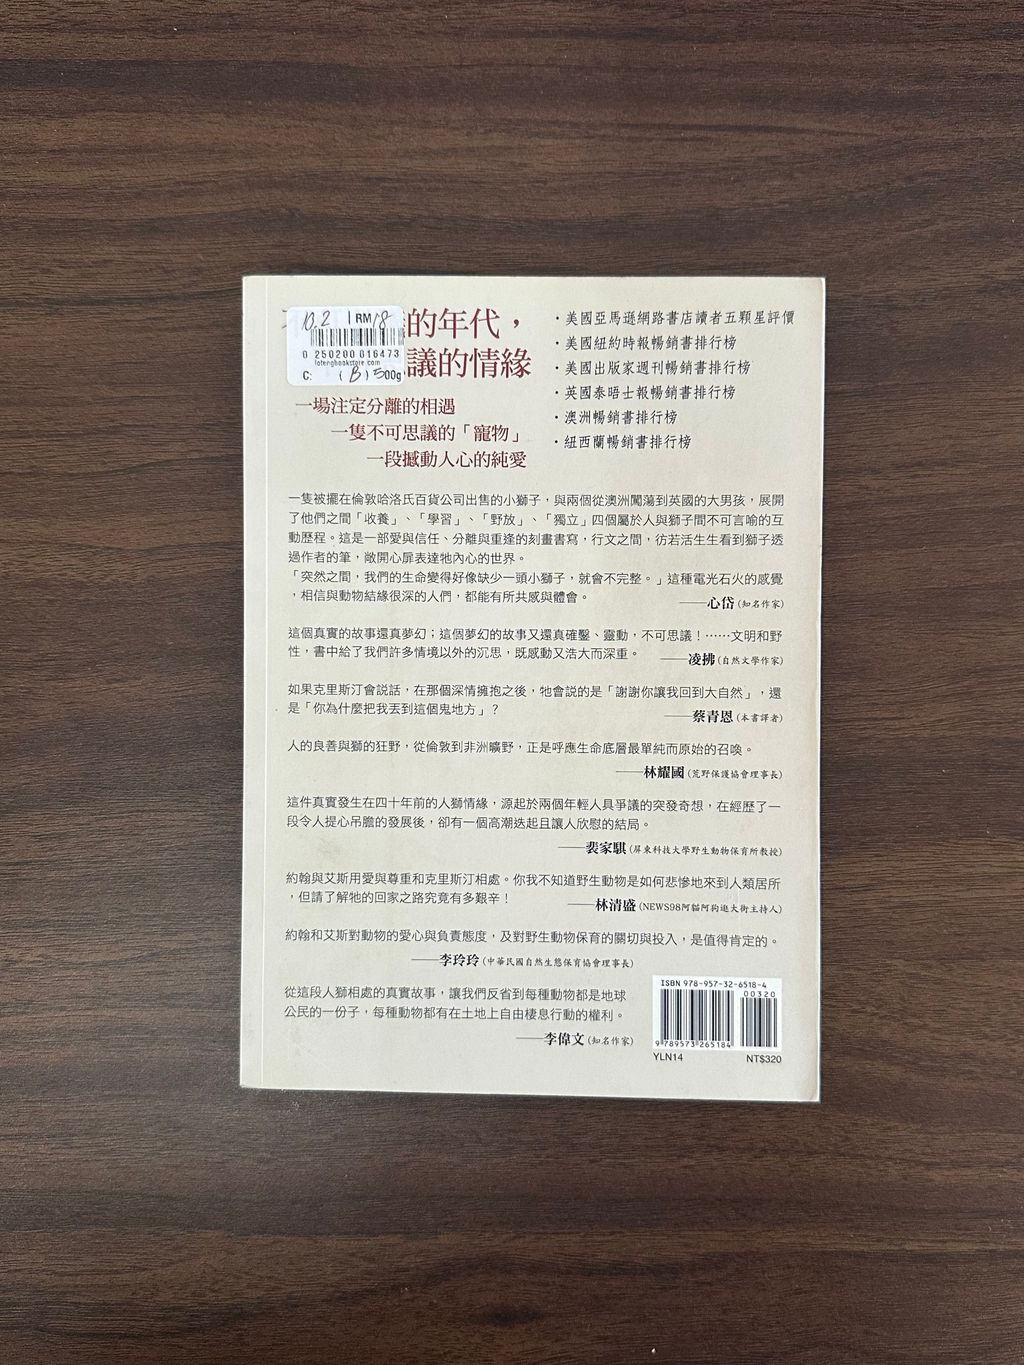 10.2 | RM18
0 250200 016473
lotengbookstore.com
C: (B) 500g
的年代，
議的情緣
一場注定分離的相遇
一隻不可思議的「寵物」
一段撼動人心的純愛
・美國亞馬遜網路書店讀者五顆星評價
・美國紐約時報暢銷書排行榜
・美國出版家週刊暢銷書排行榜
・英國泰晤士報暢銷書排行榜
・澳洲暢銷書排行榜
・紐西蘭暢銷書排行榜
一隻被擺在倫敦哈洛氏百貨公司出售的小獅子，與兩個從澳洲闖蕩到英國的大男孩，展開
了他們之間「收養」、「學習」、「野放」、「獨立」四個屬於人與獅子間不可言喻的互
動歷程。這是一部愛與信任、分離與重逢的刻畫書寫，行文之間，彷若活生生看到獅子透
過作者的筆，敞開心扉表達牠內心的世界。
「突然之間，我們的生命變得好像缺少一頭小獅子，就會不完整。」這種電光石火的感覺
，相信與動物結緣很深的人們，都能有所共感與體會。
——心岱(知名作家)
這個真實的故事還真夢幻；這個夢幻的故事又還真確鑿、靈動，不可思議！……文明和野
性，書中給了我們許多情境以外的沉思，既感動又浩大而深重。
——凌拂(自然文學作家)
如果克里斯汀會說話，在那個深情擁抱之後，牠會說的是「謝謝你讓我回到大自然」，還
是「你為什麼把我丟到這個鬼地方」？
——蔡青恩(本書譯者)
人的良善與獅的狂野，從倫敦到非洲曠野，正是呼應生命底層最單純而原始的召喚。
——林耀國(荒野保護協會理事長)
這件真實發生在四十年前的人獅情緣，源起於兩個年輕人具爭議的突發奇想，在經歷了一
段令人提心吊膽的發展後，卻有一個高潮迭起且讓人欣慰的結局。
——裴家騏(屏東科技大學野生動物保育所教授)
約翰與艾斯用愛與尊重和克里斯汀相處。你我不知道野生動物是如何悲慘地來到人類居所
，但請了解牠的回家之路究竟有多艱辛！
——林清盛(NEWS98阿貓阿狗逛大街主持人)
約翰和艾斯對動物的愛心與負責態度，及對野生動物保育的關切與投入，是值得肯定的。
——李玲玲(中華民國自然生態保育協會理事長)
從這段人獅相處的真實故事，讓我們反省到每種動物都是地球
公民的一份子，每種動物都有在土地上自由棲息行動的權利。
——李偉文(知名作家)
ISBN 978-957-32-6518-4
00320
9 789573 265184
YLN14
NT$320